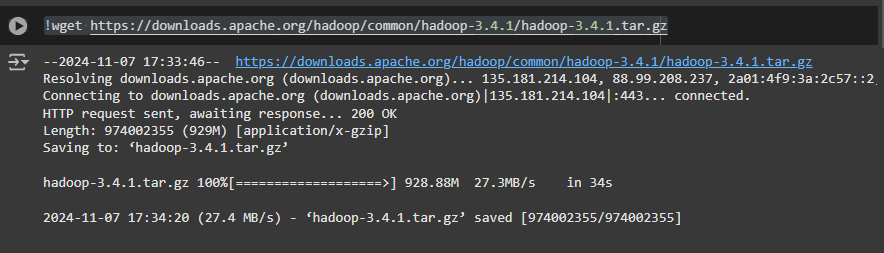 !wget https://downloads.apache.org/hadoop/common/hadoop-3.4.1/hadoop-3.4.1.tar.gz
--2024-11-07 17:33:46--  https://downloads.apache.org/hadoop/common/hadoop-3.4.1/hadoop-3.4.1.tar.gz
Resolving downloads.apache.org (downloads.apache.org)... 135.181.214.104, 88.99.208.237, 2a01:4f9:3a:2c57::2,
Connecting to downloads.apache.org (downloads.apache.org)|135.181.214.104|:443... connected.
HTTP request sent, awaiting response... 200 OK
Length: 974002355 (929M) [application/x-gzip]
Saving to: ‘hadoop-3.4.1.tar.gz’
hadoop-3.4.1.tar.gz 100%[===================>] 928.88M  27.3MB/s    in 34s
2024-11-07 17:34:20 (27.4 MB/s) - ‘hadoop-3.4.1.tar.gz’ saved [974002355/974002355]